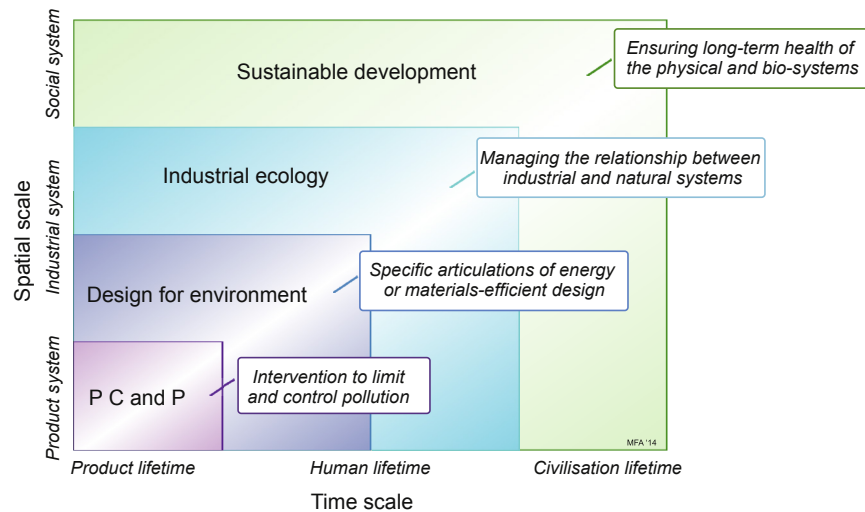 Social system
Sustainable development
Ensuring long-term health of
the physical and bio-systems
Spatial scale
Industrial system
Industrial ecology
Managing the relationship between
industrial and natural systems
Design for environment
Specific articulations of energy
or materials-efficient design
Product system
P C and P
Intervention to limit
and control pollution
MFA '14
Product lifetime
Human lifetime
Civilisation lifetime
Time scale